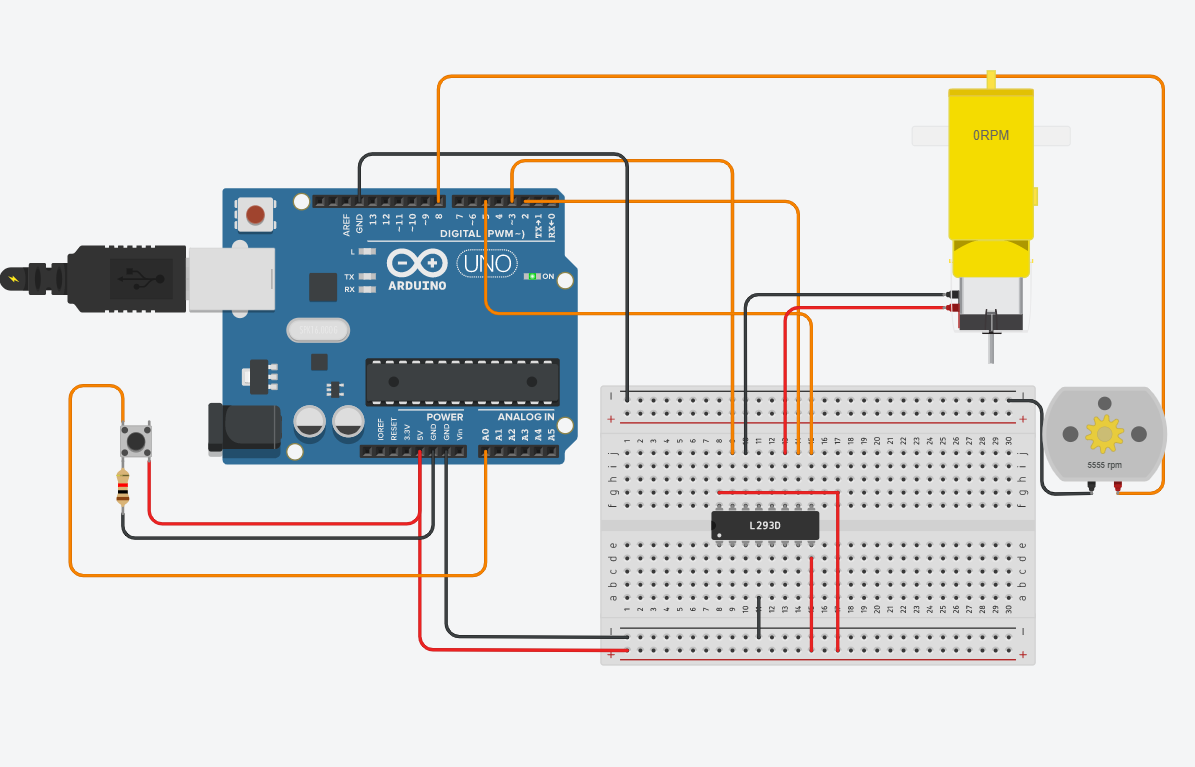 0RPM
AREF
GND
13
12
~11
~10
~9
8
7
~6
5
4
~3
2
TX→1
RX←0
DIGITAL (PWM~)
L
TX
RX
UNO
ARDUINO
ON
POWER
ANALOG IN
IOREF
RESET
3.3V
5V
GND
GND
Vin
A0
A1
A2
A3
A4
A5
5555 rpm
− −
+ +
1 2 3 4 5 6 7 8 9 10 11 12 13 14 15 16 17 18 19 20 21 22 23 24 25 26 27 28 29 30
j j
i i
h h
g g
f f
L293D
e e
d d
c c
b b
a a
1 2 3 4 5 6 7 8 9 10 11 12 13 14 15 16 17 18 19 20 21 22 23 24 25 26 27 28 29 30
− −
+ +